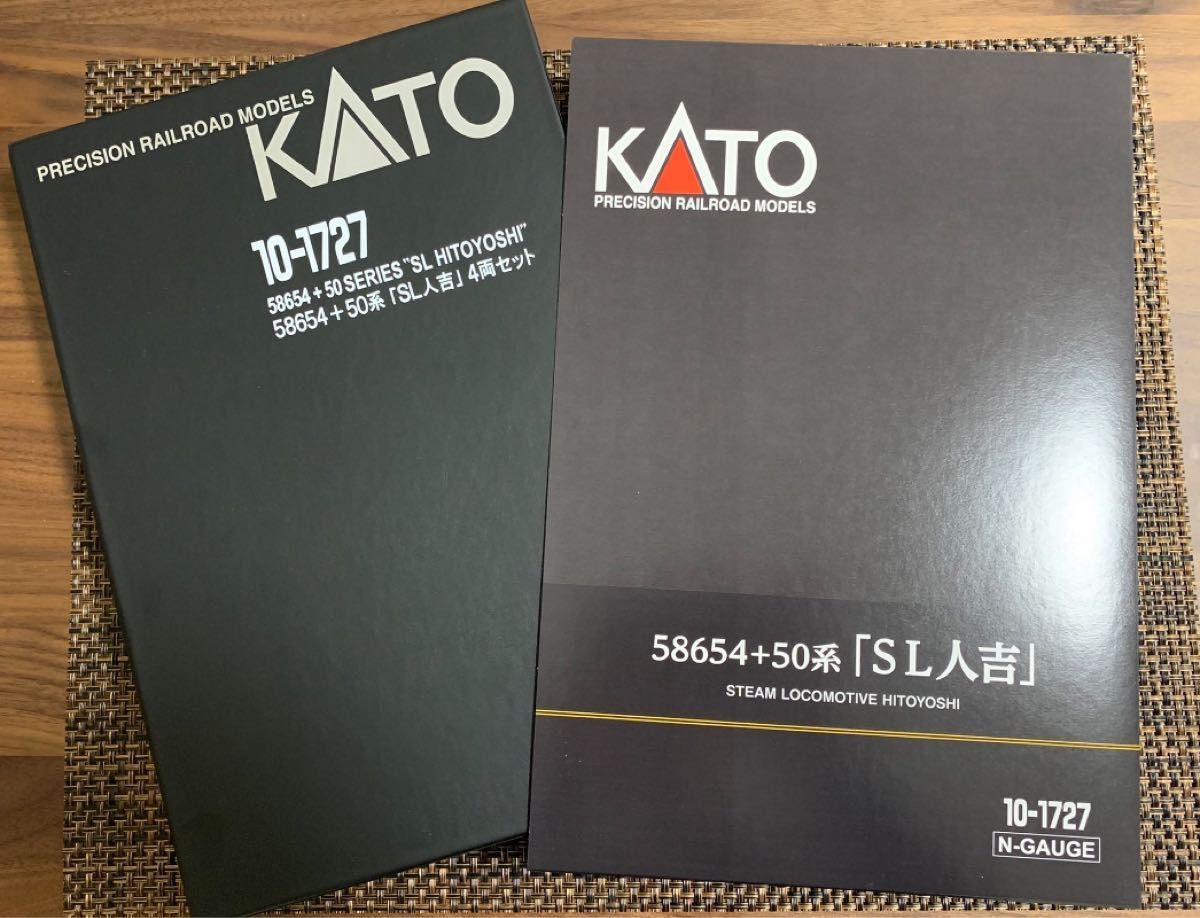 PRECISION RAILROAD MODELS
KATO
10-1727
58654+50 SERIES "SL HITOYOSHI"
58654+50系「SL人吉」4両セット
KATO
PRECISION RAILROAD MODELS
58654+50系「SL人吉」
STEAM LOCOMOTIVE HITOYOSHI
10-1727
N-GAUGE